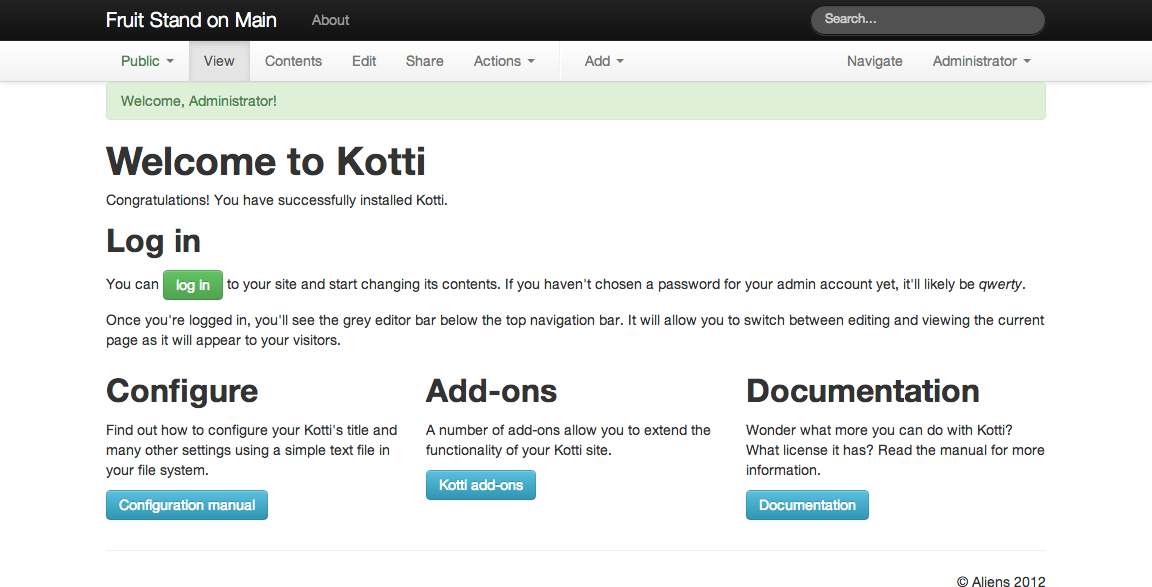 Fruit Stand on Main About Search...
Public View Contents Edit Share Actions Add Navigate Administrator
Welcome, Administrator!
Welcome to Kotti
Congratulations! You have successfully installed Kotti.
Log in
You can log in to your site and start changing its contents. If you haven't chosen a password for your admin account yet, it'll likely be qwerty.
Once you're logged in, you'll see the grey editor bar below the top navigation bar. It will allow you to switch between editing and viewing the current
page as it will appear to your visitors.
Configure
Find out how to configure your Kotti's title and
many other settings using a simple text file in
your file system.
Configuration manual
Add-ons
A number of add-ons allow you to extend the
functionality of your Kotti site.
Kotti add-ons
Documentation
Wonder what more you can do with Kotti?
What license it has? Read the manual for more
information.
Documentation
© Aliens 2012